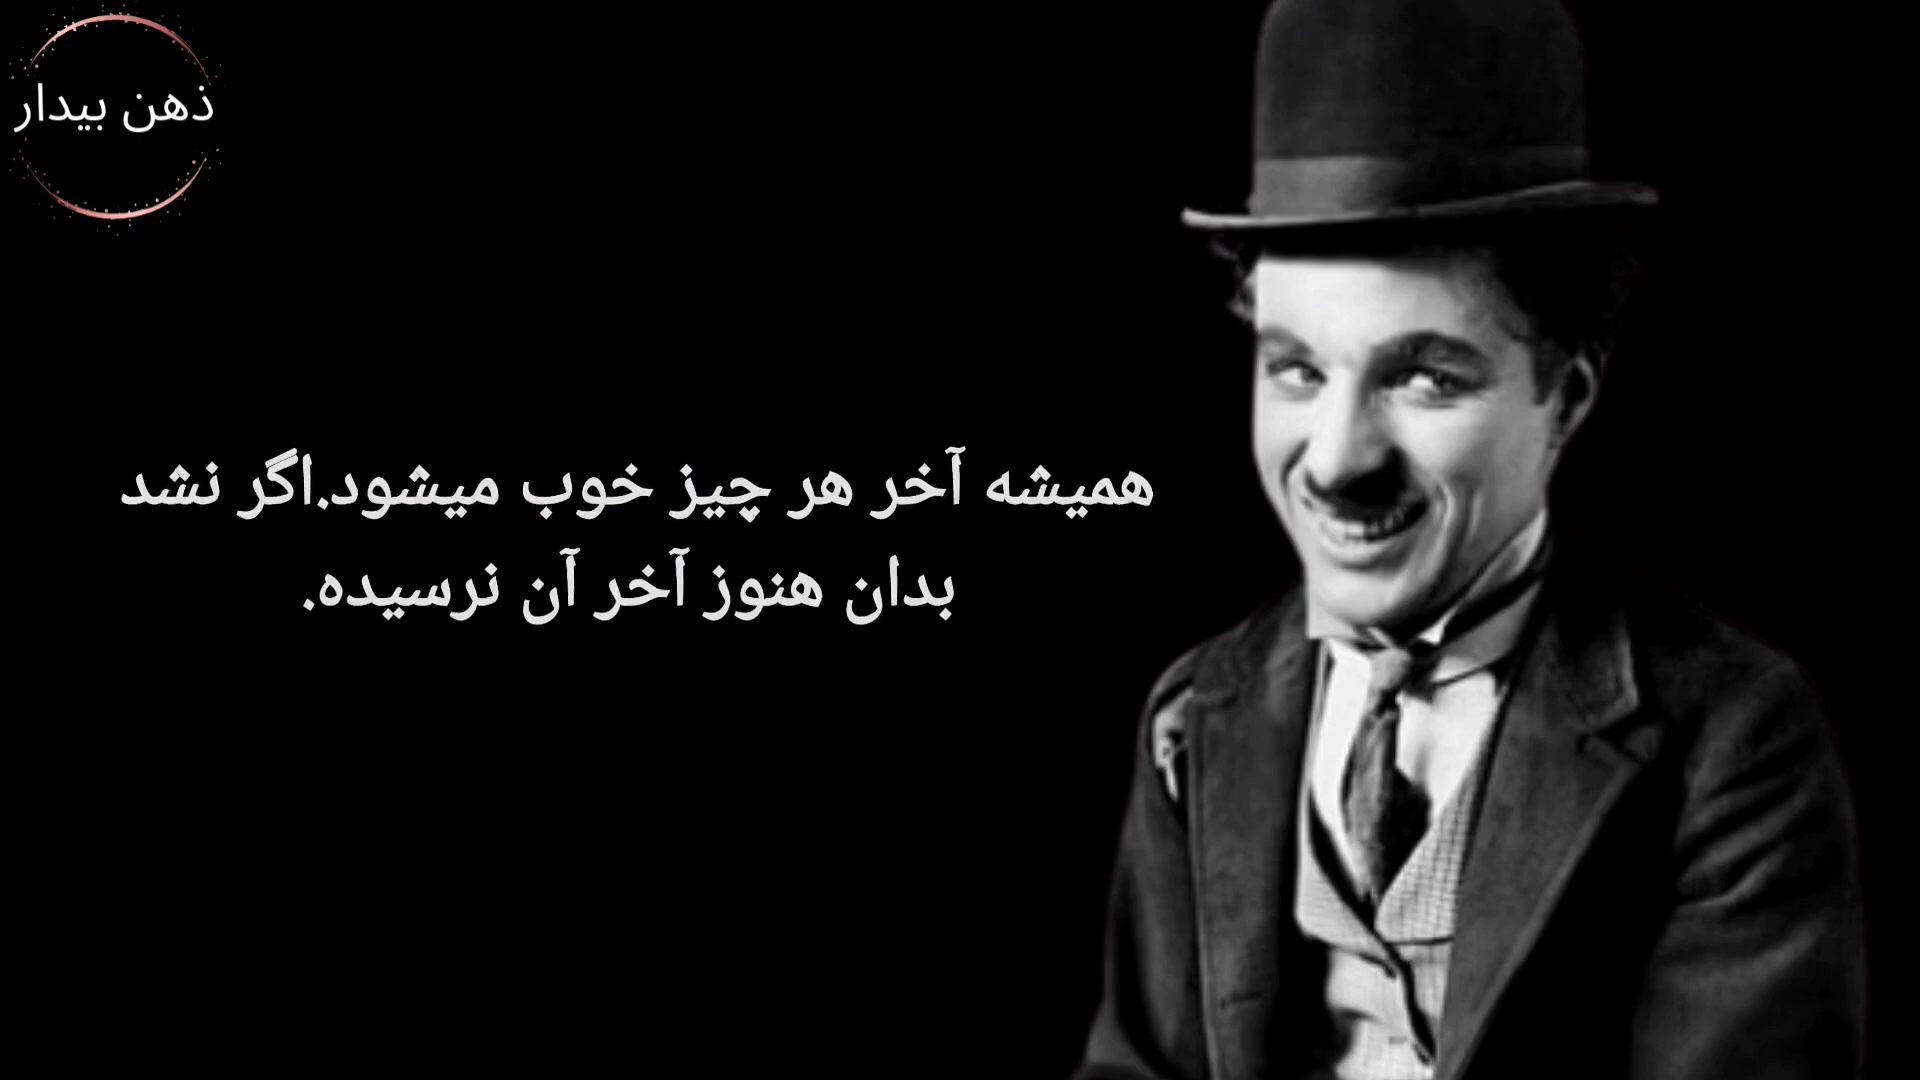 ذهن بیدار
همیشه آخر هر چیز خوب میشود.اگر نشد
بدان هنوز آخر آن نرسیده.